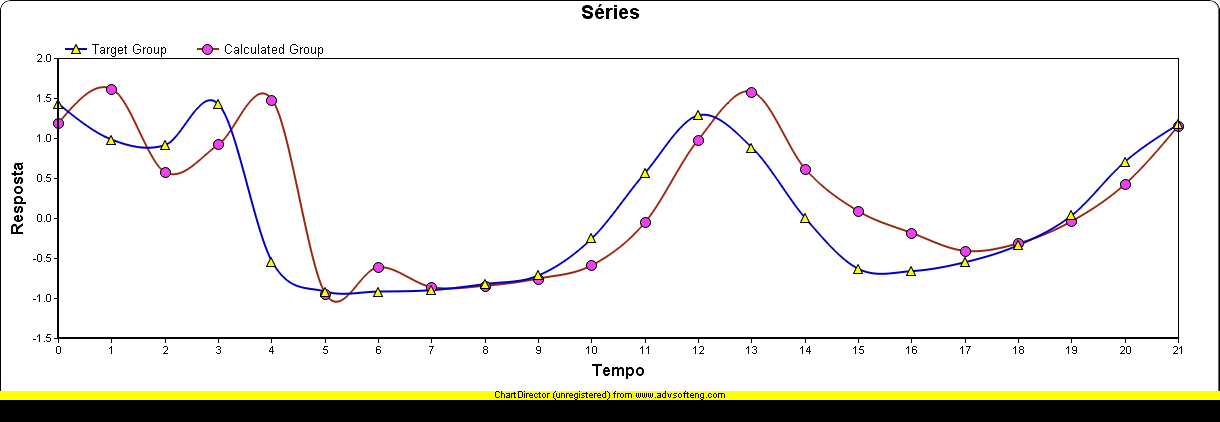 Séries
Target Group
Calculated Group
2.0
1.5
1.0
0.5
0.0
-0.5
-1.0
-1.5
Resposta
0 1 2 3 4 5 6 7 8 9 10 11 12 13 14 15 16 17 18 19 20 21
Tempo
ChartDirector (unregistered) from www.advsofteng.com